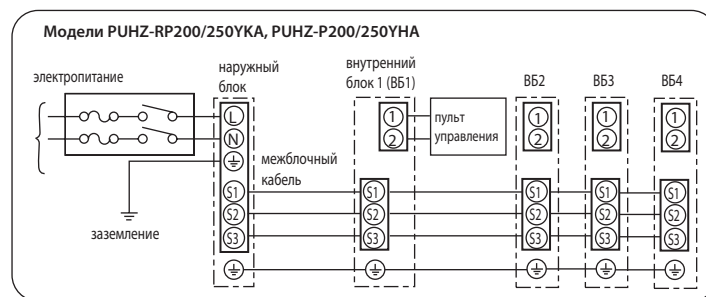 Модели PUHZ-RP200/250YKA, PUHZ-P200/250YHA
электропитание
наружный
блок
внутренний
блок 1 (ВБ1)
ВБ2
ВБ3
ВБ4
L
N
1
2
пульт
управления
1
2
1
2
1
2
межблочный
кабель
заземление
S1
S2
S3
S1
S2
S3
S1
S2
S3
S1
S2
S3
S1
S2
S3